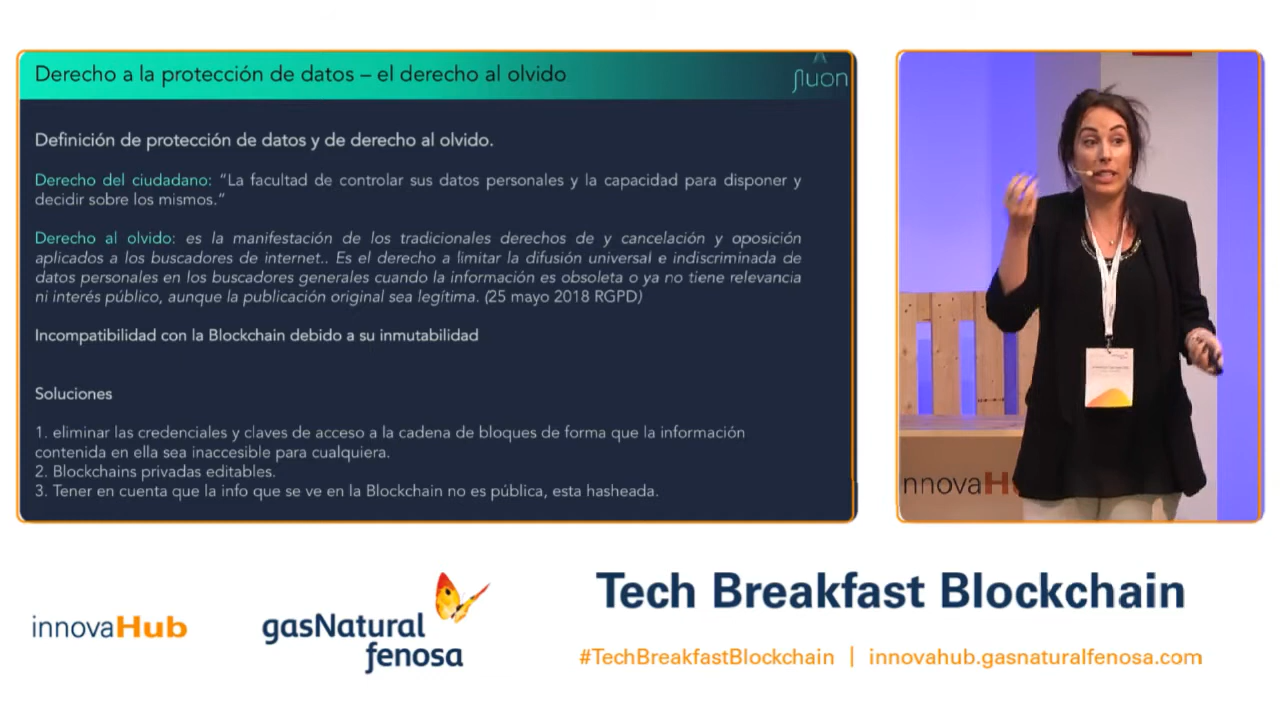 Derecho a la protección de datos – el derecho al olvido
fluon
Definición de protección de datos y de derecho al olvido.
Derecho del ciudadano: “La facultad de controlar sus datos personales y la capacidad para disponer y
decidir sobre los mismos.“
Derecho al olvido: es la manifestación de los tradicionales derechos de y cancelación y oposición
aplicados a los buscadores de internet.. Es el derecho a limitar la difusión universal e indiscriminada de
datos personales en los buscadores generales cuando la información es obsoleta o ya no tiene relevancia
ni interés público, aunque la publicación original sea legítima. (25 mayo 2018 RGPD)
Incompatibilidad con la Blockchain debido a su inmutabilidad
Soluciones
1. eliminar las credenciales y claves de acceso a la cadena de bloques de forma que la información
contenida en ella sea inaccesible para cualquiera.
2. Blockchains privadas editables.
3. Tener en cuenta que la info que se ve en la Blockchain no es pública, esta hasheada.
nnovaH
innovaHub
gasNatural
fenosa
Tech Breakfast Blockchain
#TechBreakfastBlockchain | innovahub.gasnaturalfenosa.com